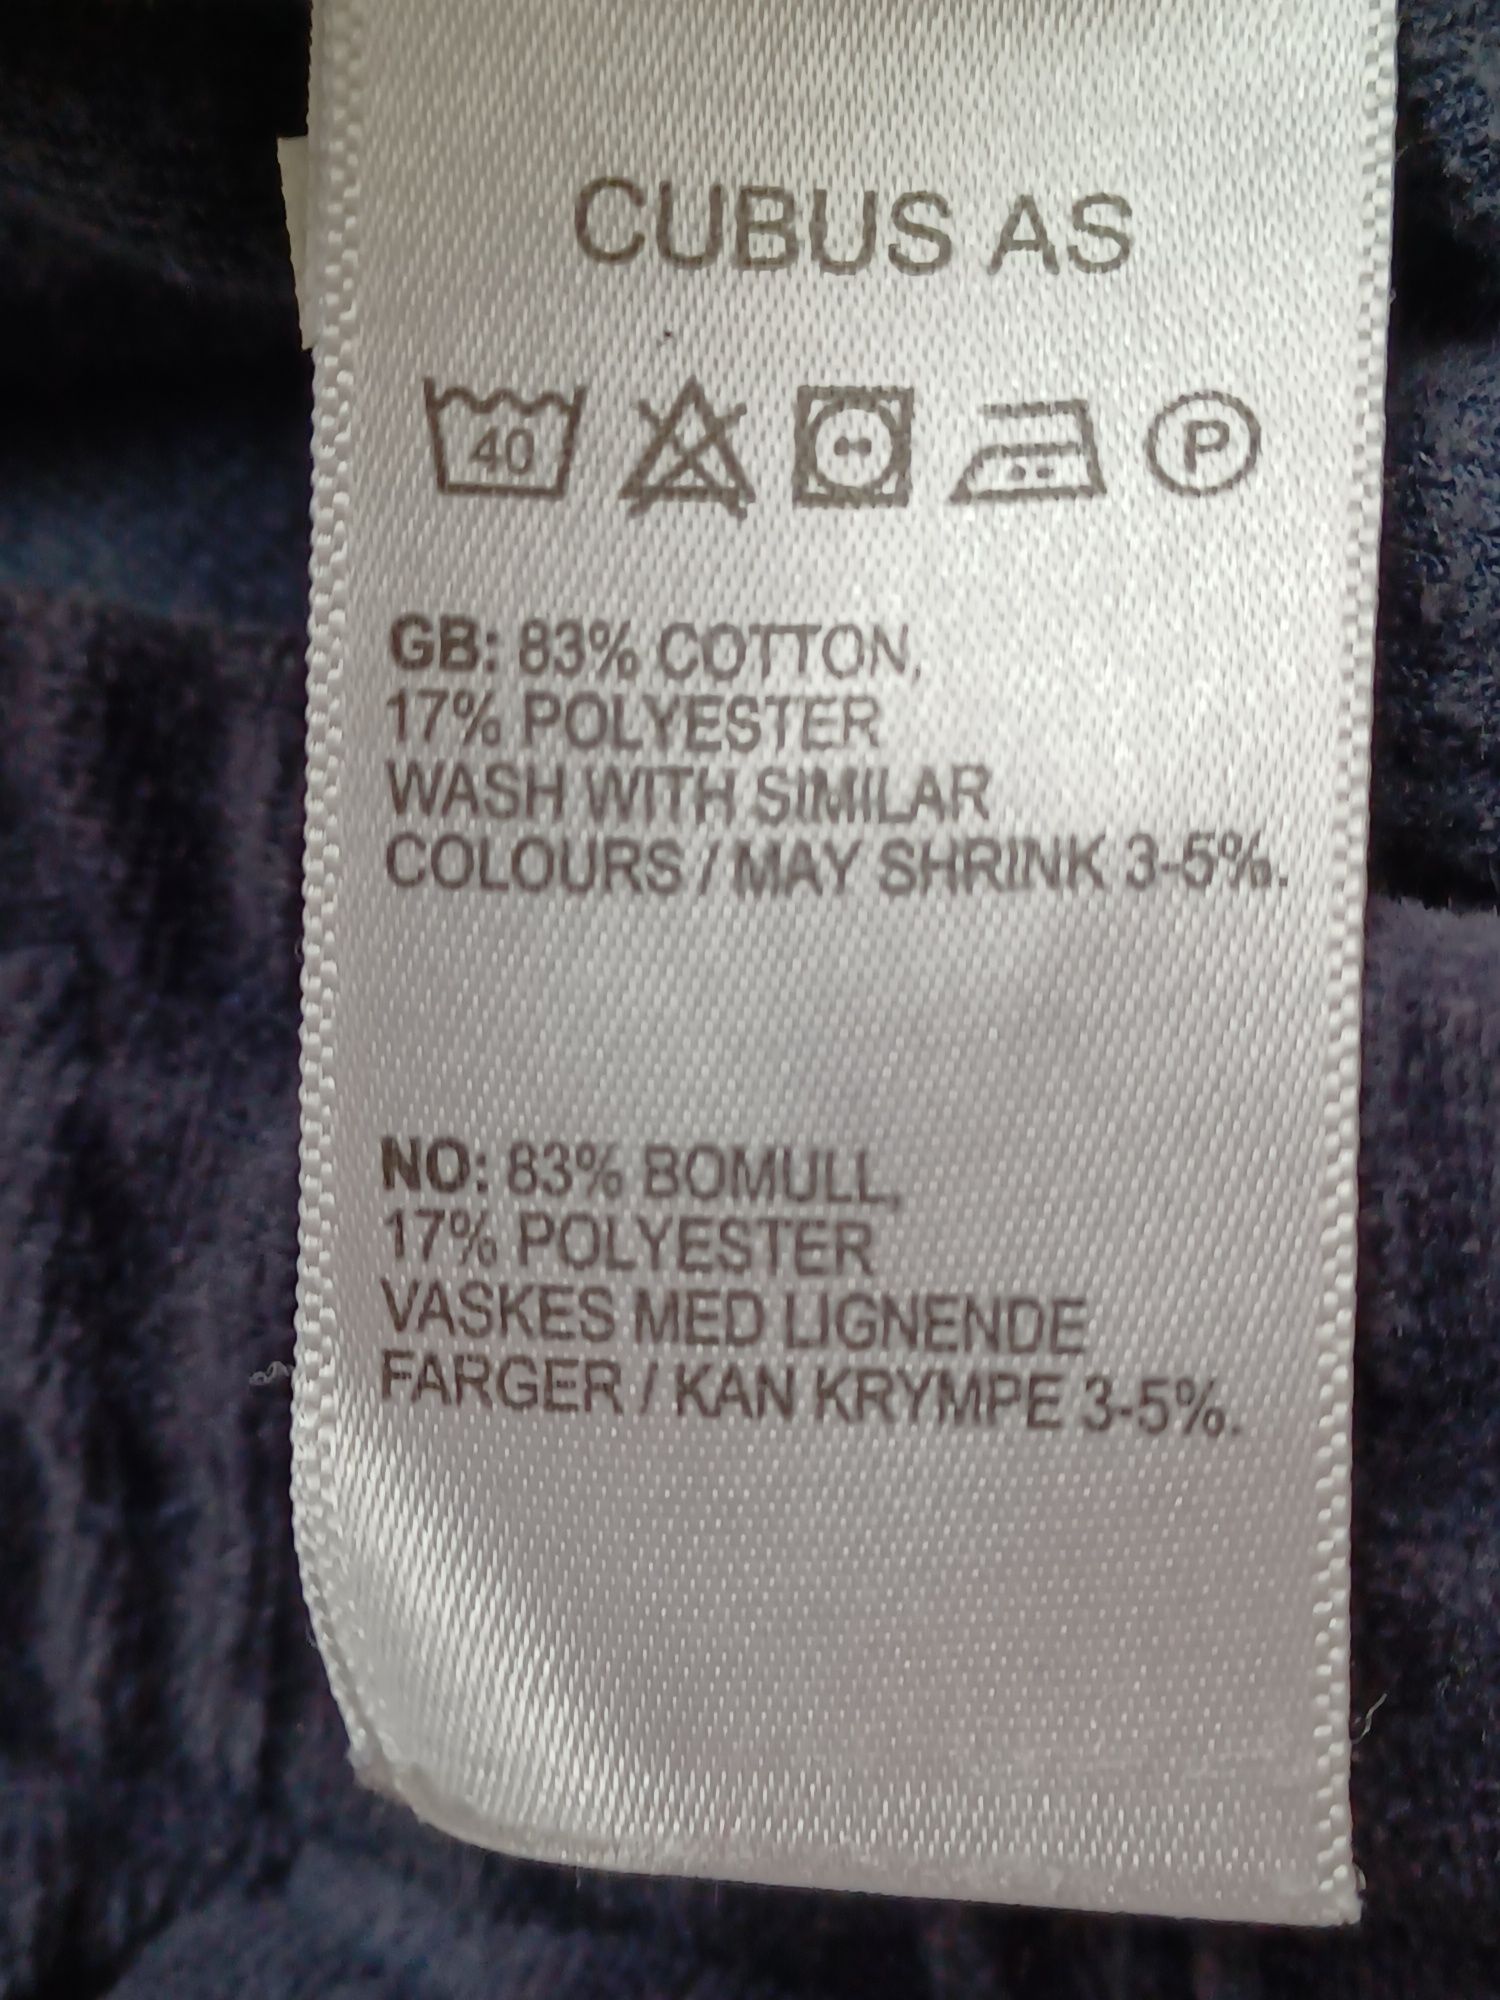 CUBUS AS
40 P
GB: 83% COTTON,
17% POLYESTER
WASH WITH SIMILAR
COLOURS / MAY SHRINK 3-5%.
NO: 83% BOMULL,
17% POLYESTER
VASKES MED LIGNENDE
FARGER / KAN KRYMPE 3-5%.